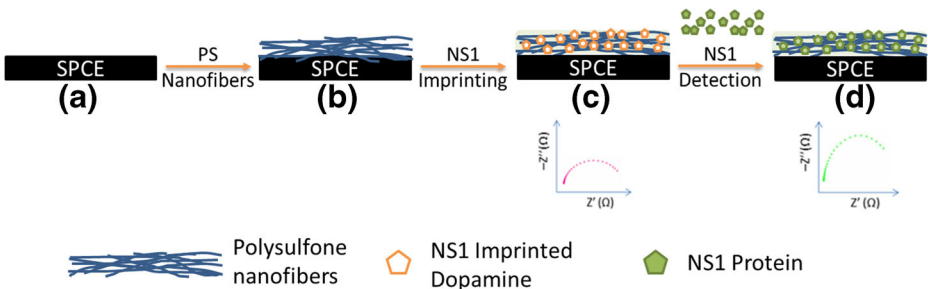 SPCE
(a)
PS
Nanofibers
SPCE
(b)
NS1
Imprinting
SPCE
(c)
NS1
Detection
SPCE
(d)
-Z''(Ω)
Z' (Ω)
-Z''(Ω)
Z' (Ω)
Polysulfone
nanofibers
NS1 Imprinted
Dopamine
NS1 Protein